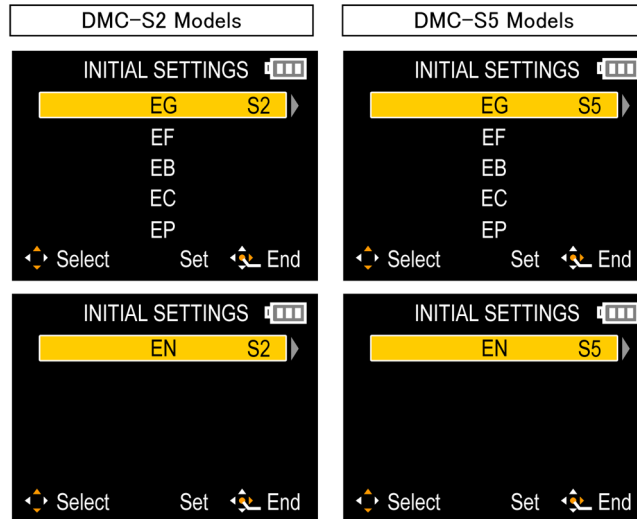 DMC-S2 Models
INITIAL SETTINGS
EG S2
EF
EB
EC
EP
Select Set End
INITIAL SETTINGS
EN S2
Select Set End
DMC-S5 Models
INITIAL SETTINGS
EG S5
EF
EB
EC
EP
Select Set End
INITIAL SETTINGS
EN S5
Select Set End